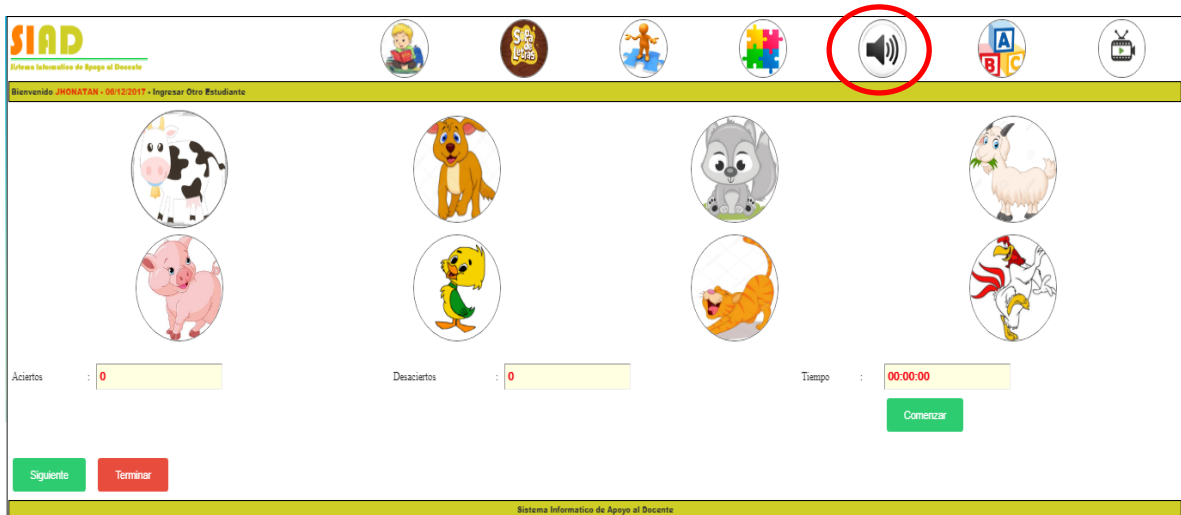 SIAD
Sistema Informatico de Apoyo al Docente
Sopa de Letras
A B C
Bienvenido JHONATAN - 06/12/2017 - Ingresar Otro Estudiante
Aciertos : 0 Desaciertos : 0 Tiempo : 00:00:00
Comenzar
Siguiente Terminar
Sistema Informatico de Apoyo al Docente